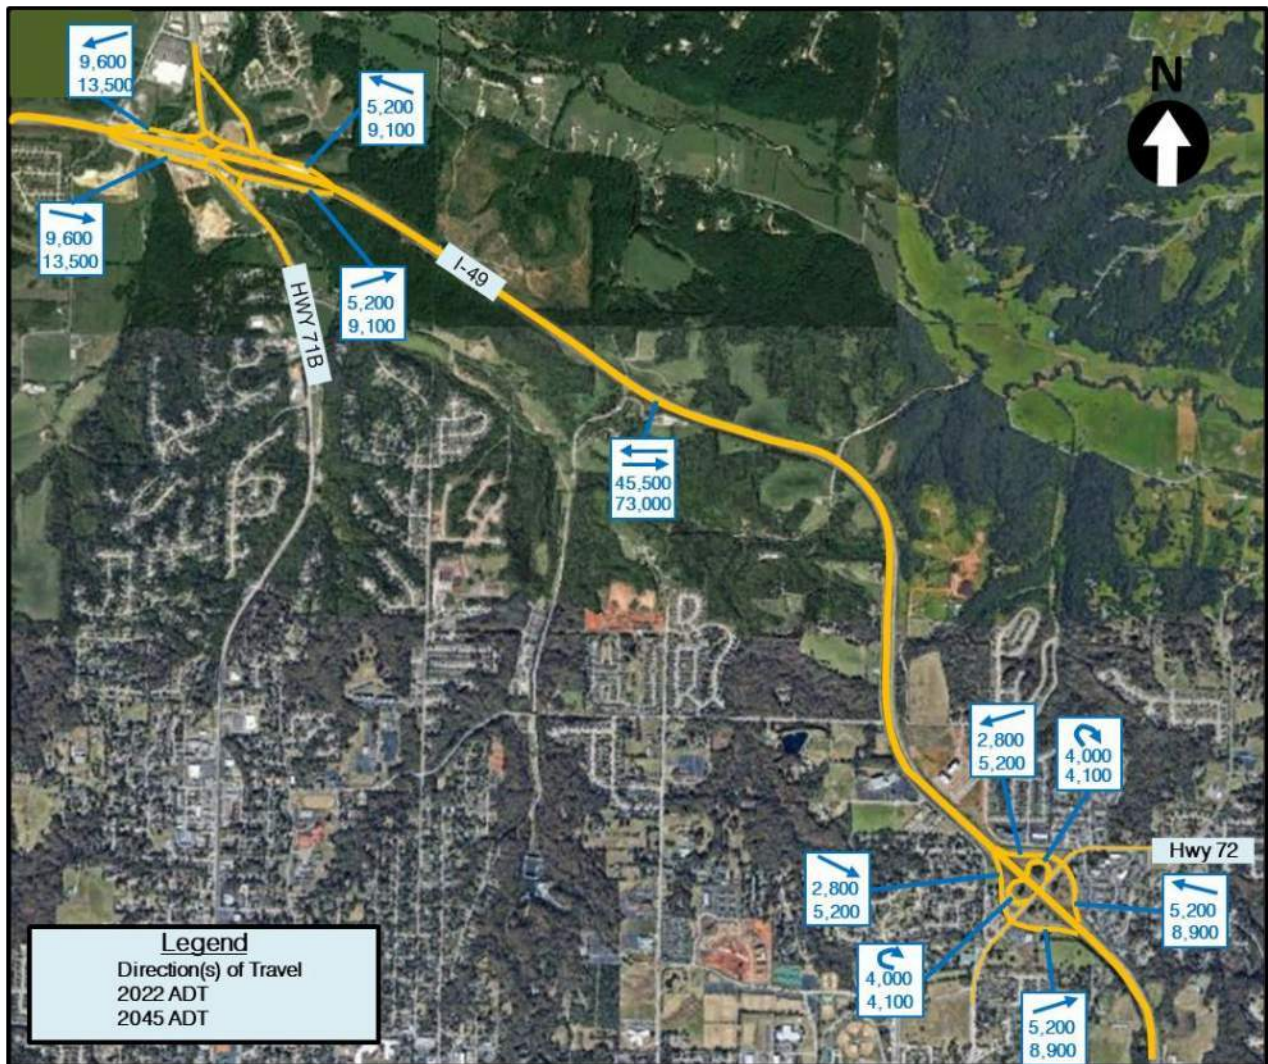 9,600
13,500
5,200
9,100
N
9,600
13,500
5,200
9,100
I-49
HWY 71B
45,500
73,000
2,800
5,200
4,000
4,100
Hwy 72
2,800
5,200
5,200
8,900
4,000
4,100
5,200
8,900
Legend
Direction(s) of Travel
2022 ADT
2045 ADT